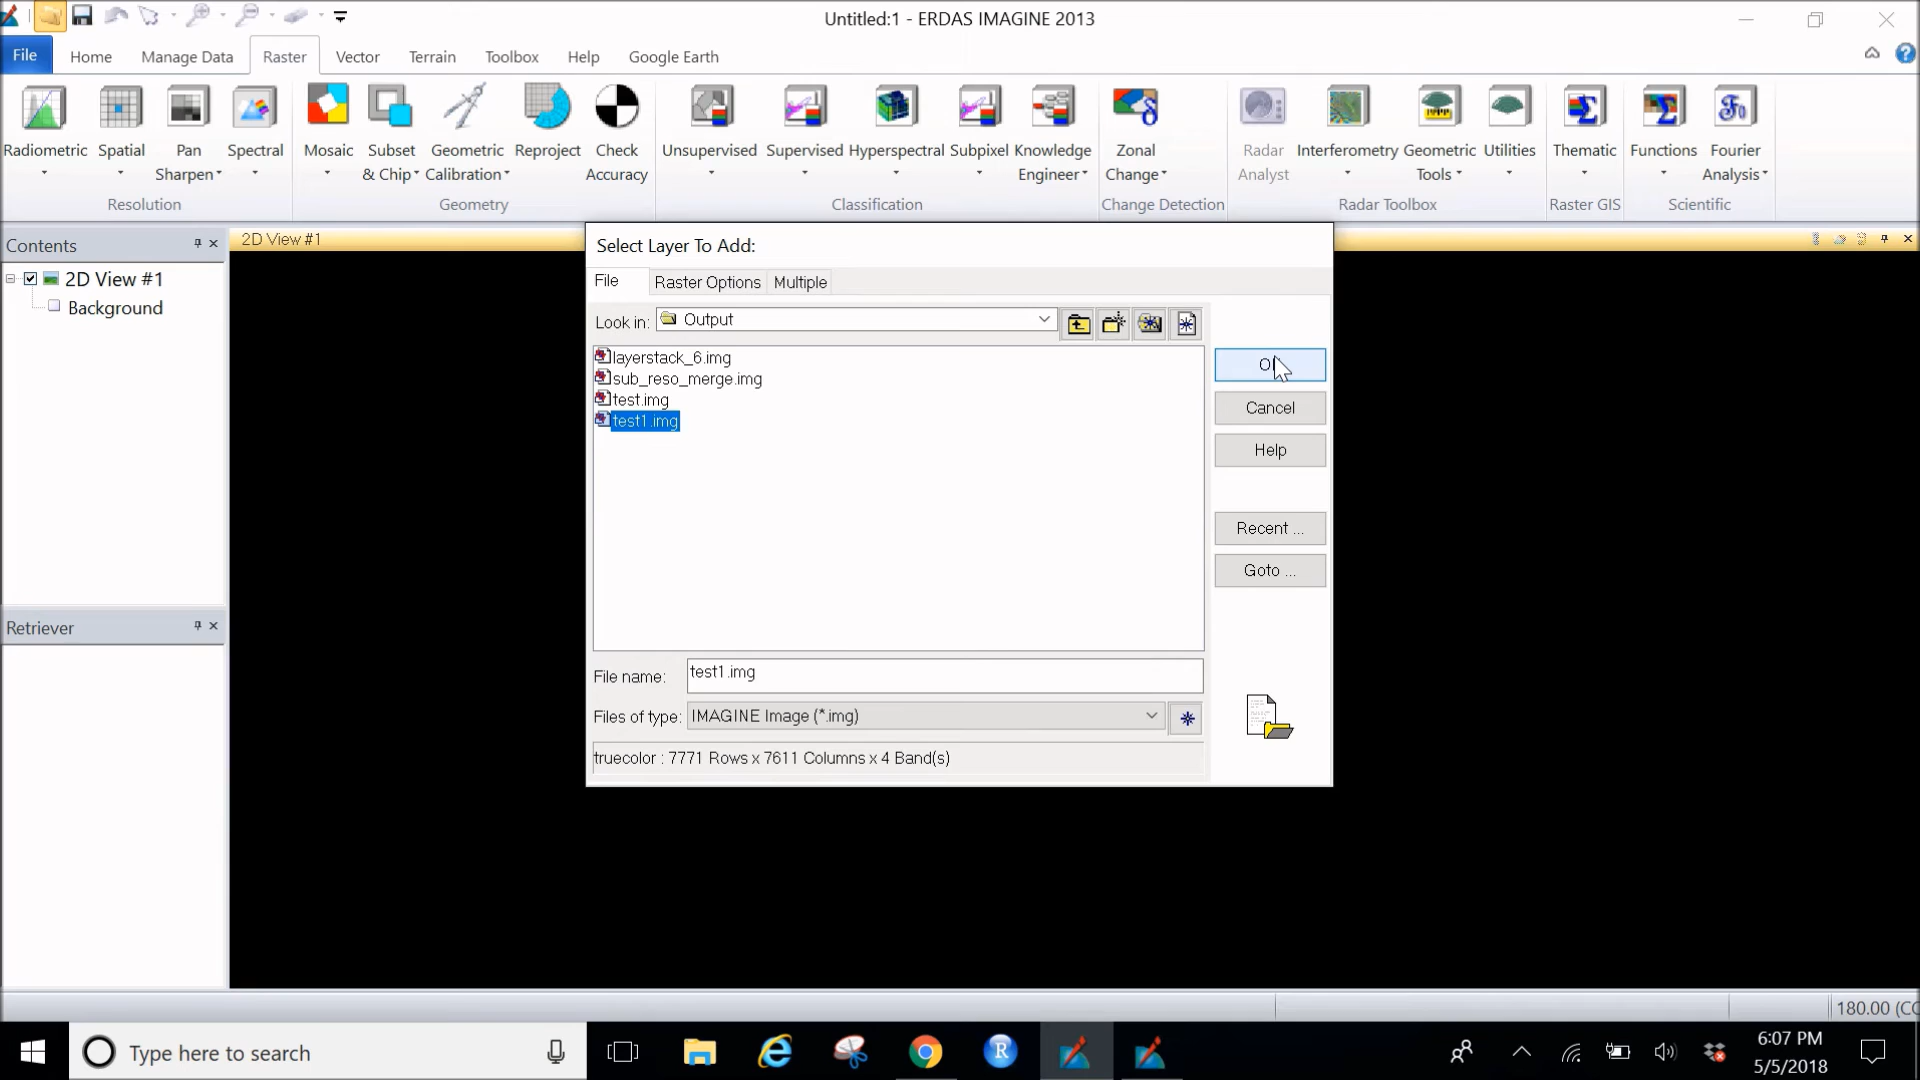 Untitled:1 - ERDAS IMAGINE 2013
File Home Manage Data Raster Vector Terrain Toolbox Help Google Earth
Radiometric Spatial Pan Sharpen Spectral Mosaic Subset & Chip Geometric Calibration Reproject Check Accuracy Unsupervised Supervised Hyperspectral Subpixel Knowledge Engineer Zonal Change Radar Analyst Interferometry Geometric Tools Utilities Thematic Functions Fourier Analysis
Resolution Geometry Classification Change Detection Radar Toolbox Raster GIS Scientific
Contents
2D View #1
Background
Retriever
2D View #1
Select Layer To Add:
File Raster Options Multiple
Look in: Output
layerstack_6.img
sub_reso_merge.img
test.img
test1.img
Cancel
Help
Recent ...
Goto ...
File name: test1.img
Files of type: IMAGINE Image (*.img)
truecolor : 7771 Rows x 7611 Columns x 4 Band(s)
180.00
Type here to search
6:07 PM
5/5/2018